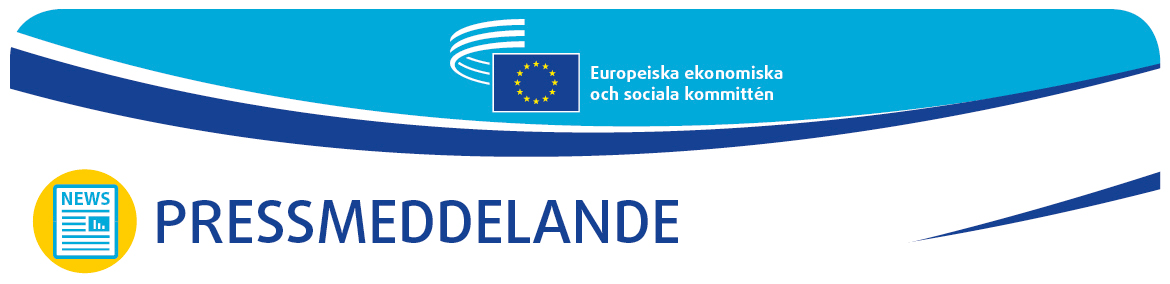 Europeiska ekonomiska
och sociala kommittén
NEWS
PRESSMEDDELANDE